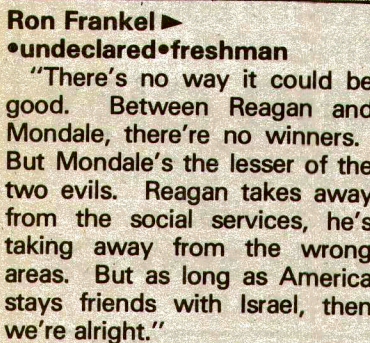 Ron Frankel ►
•undeclared•freshman
"There's no way it could be
good. Between Reagan and
Mondale, there're no winners.
But Mondale's the lesser of the
two evils. Reagan takes away
from the social services, he's
taking away from the wrong
areas. But as long as America
stays friends with Israel, then
we're alright."